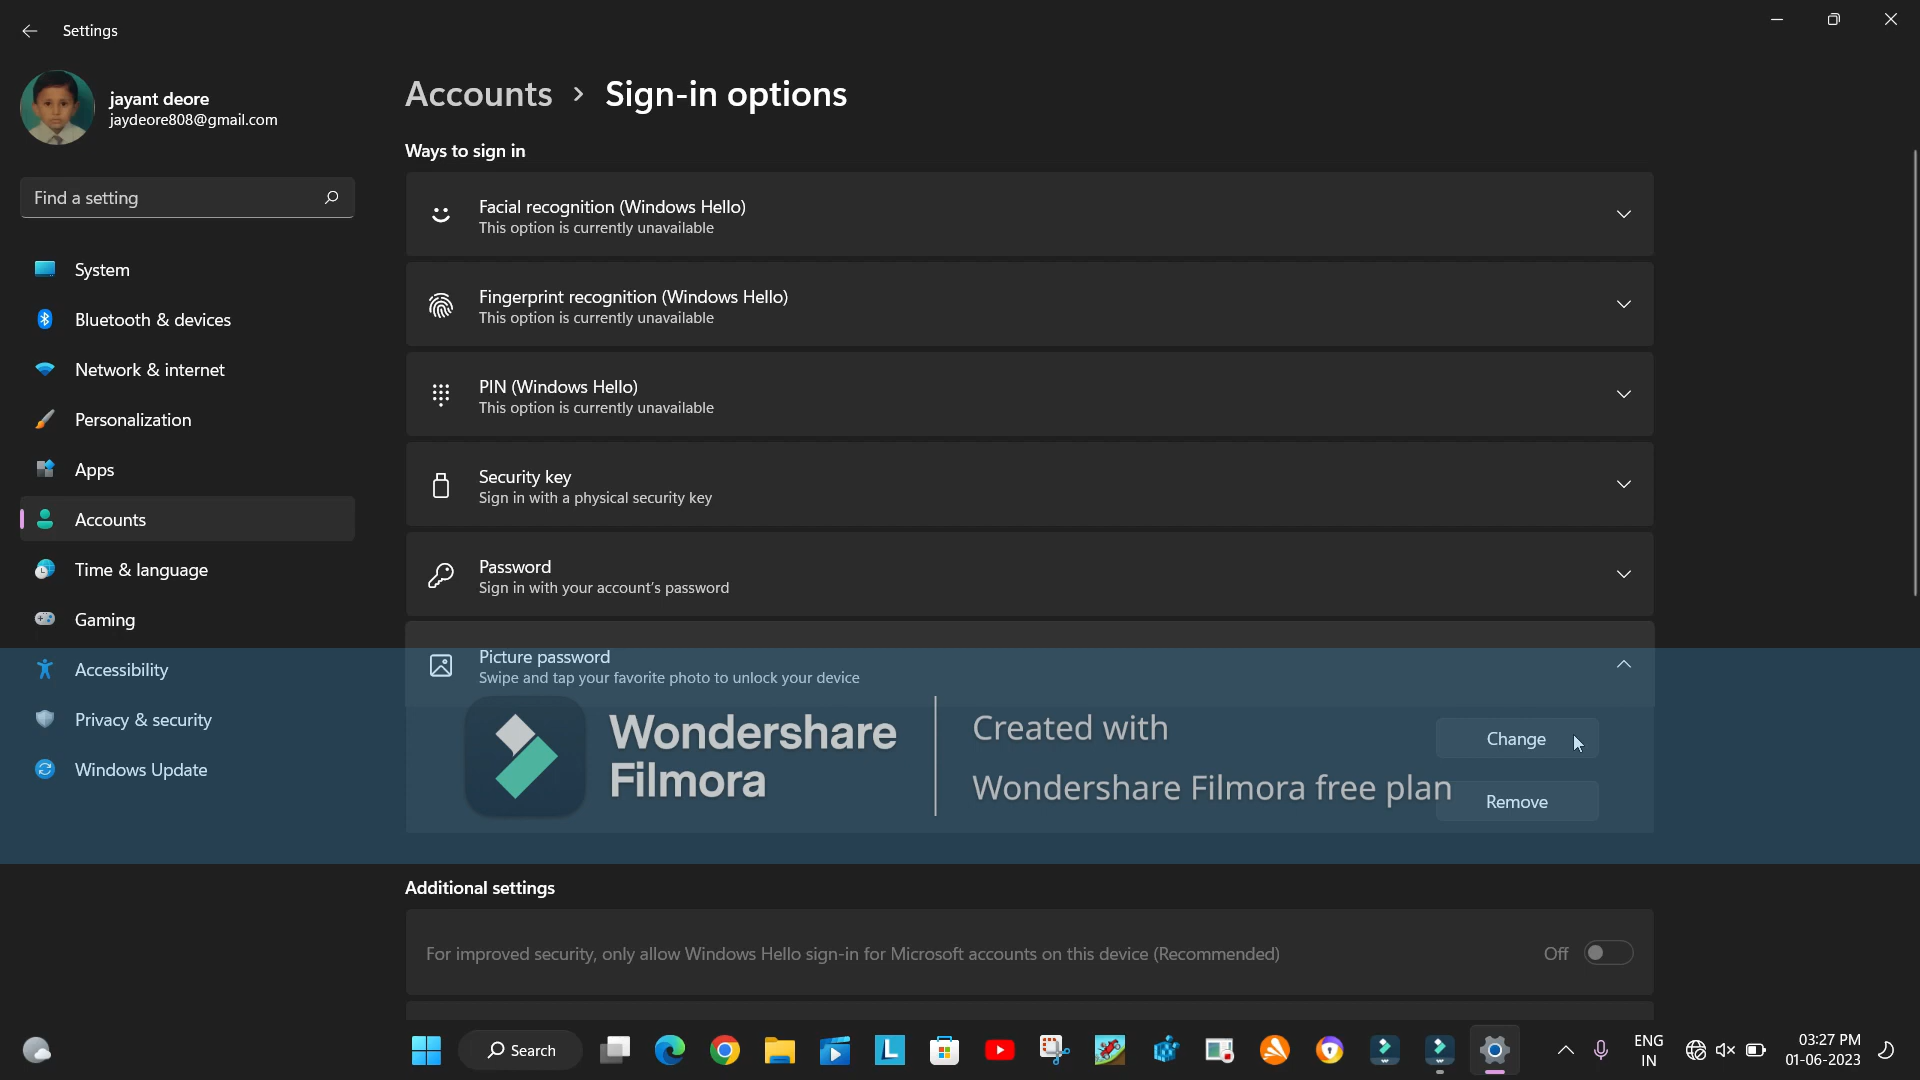 Settings
jayant deore
jaydeore808@gmail.com
Find a setting
System
Bluetooth & devices
Network & internet
Personalization
Apps
Accounts
Time & language
Gaming
Accessibility
Privacy & security
Windows Update
Accounts > Sign-in options
Ways to sign in
Facial recognition (Windows Hello)
This option is currently unavailable
Fingerprint recognition (Windows Hello)
This option is currently unavailable
PIN (Windows Hello)
This option is currently unavailable
Security key
Sign in with a physical security key
Password
Sign in with your account's password
Picture password
Swipe and tap your favorite photo to unlock your device
Wondershare
Filmora
Created with
Wondershare Filmora free plan
Change
Remove
Additional settings
For improved security, only allow Windows Hello sign-in for Microsoft accounts on this device (Recommended)
Off
Search
L
ENG
IN
03:27 PM
01-06-2023